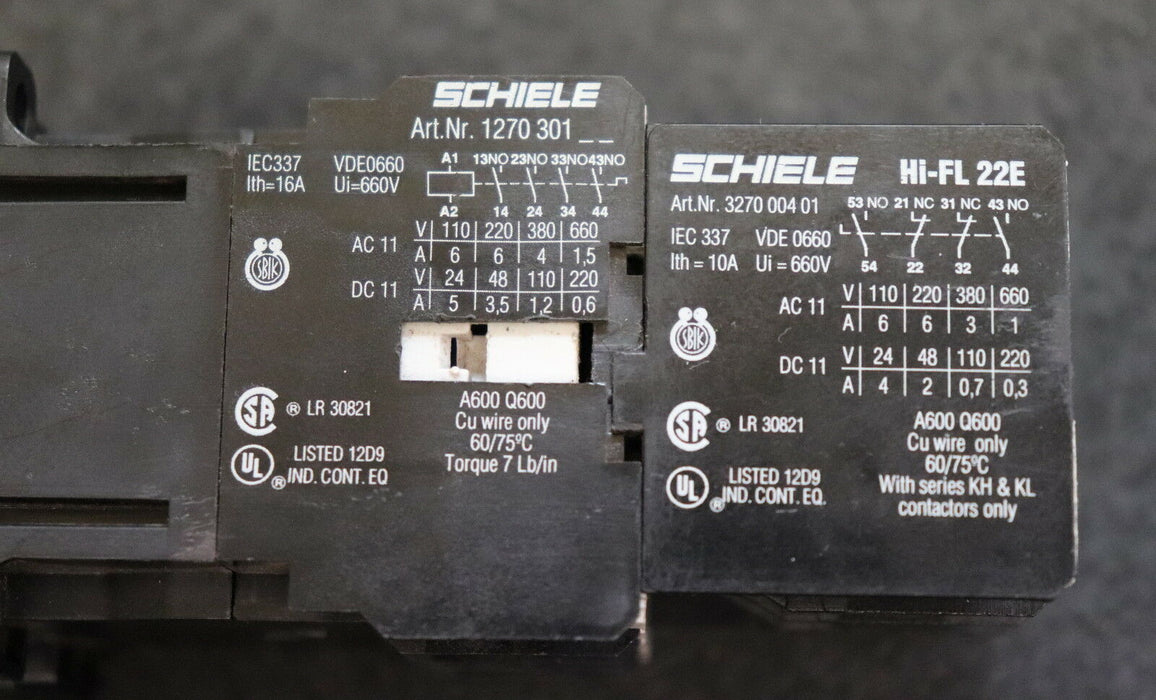 SCHIELE
Art.Nr. 1270 301 _ _
IEC337 VDE0660
Ith=16A Ui=660V
A1 13NO 23NO 33NO 43NO
A2 14 24 34 44
AC 11 V 110 220 380 660
A 6 6 4 1,5
DC 11 V 24 48 110 220
A 5 3,5 1,2 0,6
SBIK
SA ® LR 30821
UL ® LISTED 12D9
IND. CONT. EQ
A600 Q600
Cu wire only
60/75ºC
Torque 7 Lb/in
SCHIELE Hi-FL 22E
Art.Nr. 3270 004 01
IEC 337 VDE 0660
Ith = 10A Ui = 660V
53 NO 21 NC 31 NC 43 NO
54 22 32 44
AC 11 V 110 220 380 660
A 6 6 3 1
DC 11 V 24 48 110 220
A 4 2 0,7 0,3
SBIK
SA ® LR 30821
UL ® LISTED 12D9
IND. CONT. EQ.
A600 Q600
Cu wire only
60/75ºC
With series KH & KL
contactors only